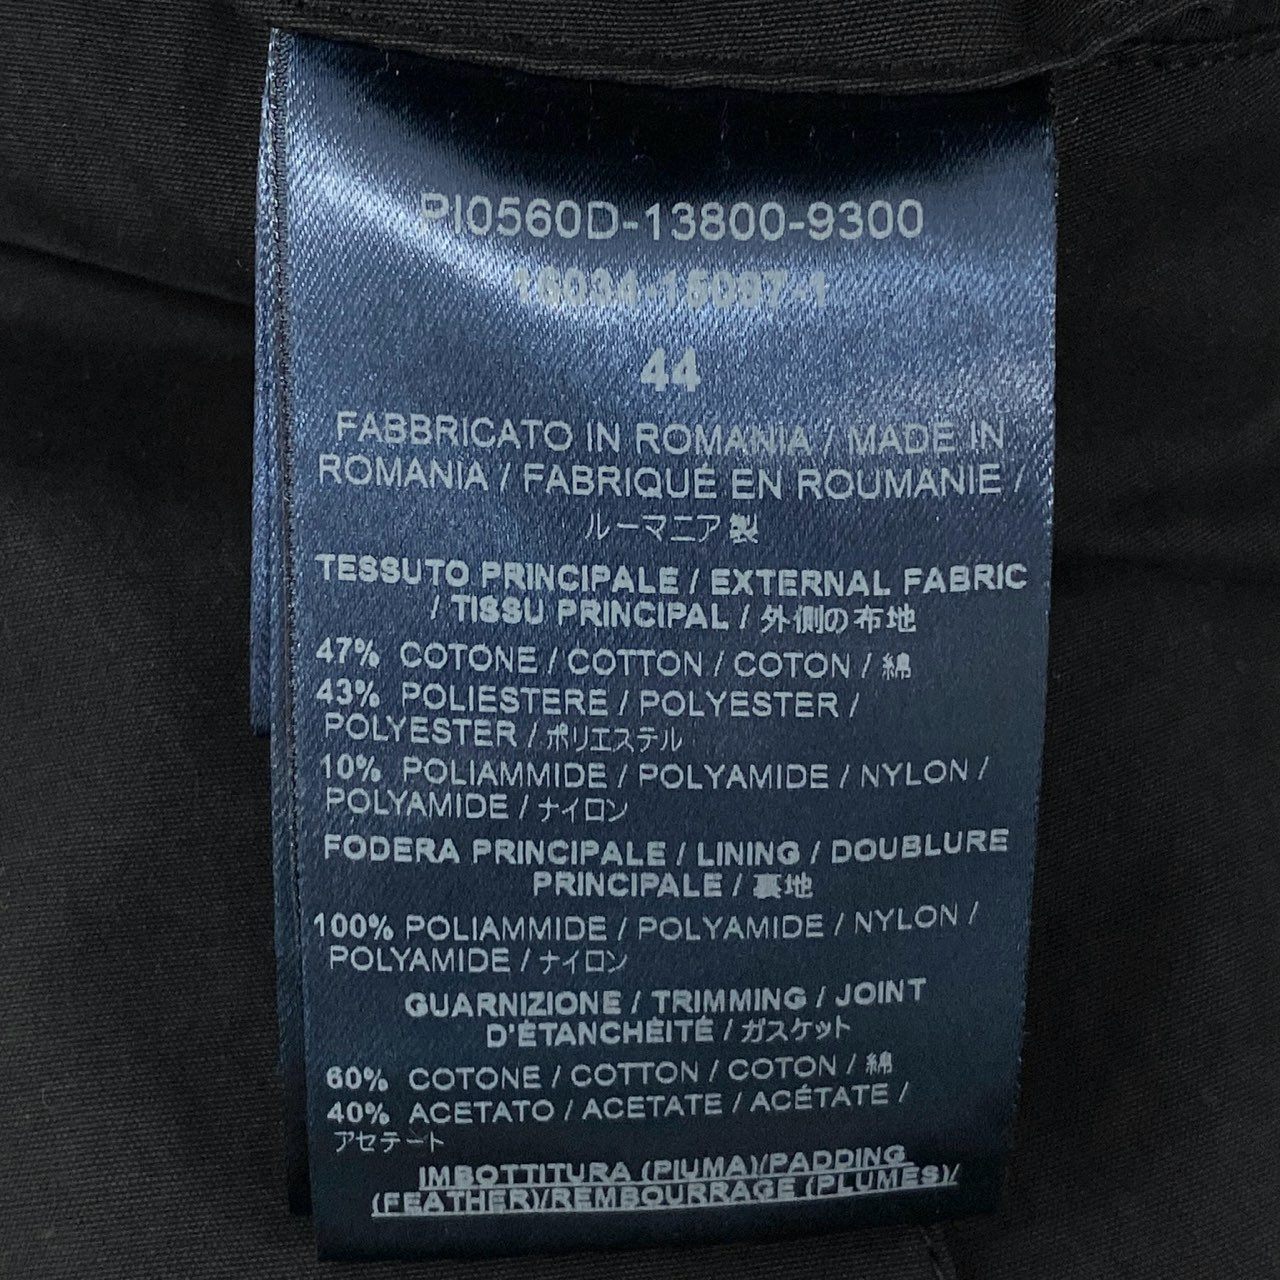 PI0560D-13800-9300
16034-15097-1
44
FABBRICATO IN ROMANIA / MADE IN
ROMANIA / FABRIQUÉ EN ROUMANIE /
ルーマニア製
TESSUTO PRINCIPALE / EXTERNAL FABRIC
/ TISSU PRINCIPAL / 外側の布地
47% COTONE / COTTON / COTON / 綿
43% POLIESTERE / POLYESTER /
POLYESTER / ポリエステル
10% POLIAMMIDE / POLYAMIDE / NYLON /
POLYAMIDE / ナイロン
FODERA PRINCIPALE / LINING / DOUBLURE
PRINCIPALE / 裏地
100% POLIAMMIDE / POLYAMIDE / NYLON /
POLYAMIDE / ナイロン
GUARNIZIONE / TRIMMING / JOINT
D'ÉTANCHÉITÉ / ガスケット
60% COTONE / COTTON / COTON / 綿
40% ACETATO / ACETATE / ACÉTATE /
アセテート
IMBOTTITURA (PIUMA)/PADDING
(FEATHER)/REMBOURRAGE (PLUMES)/